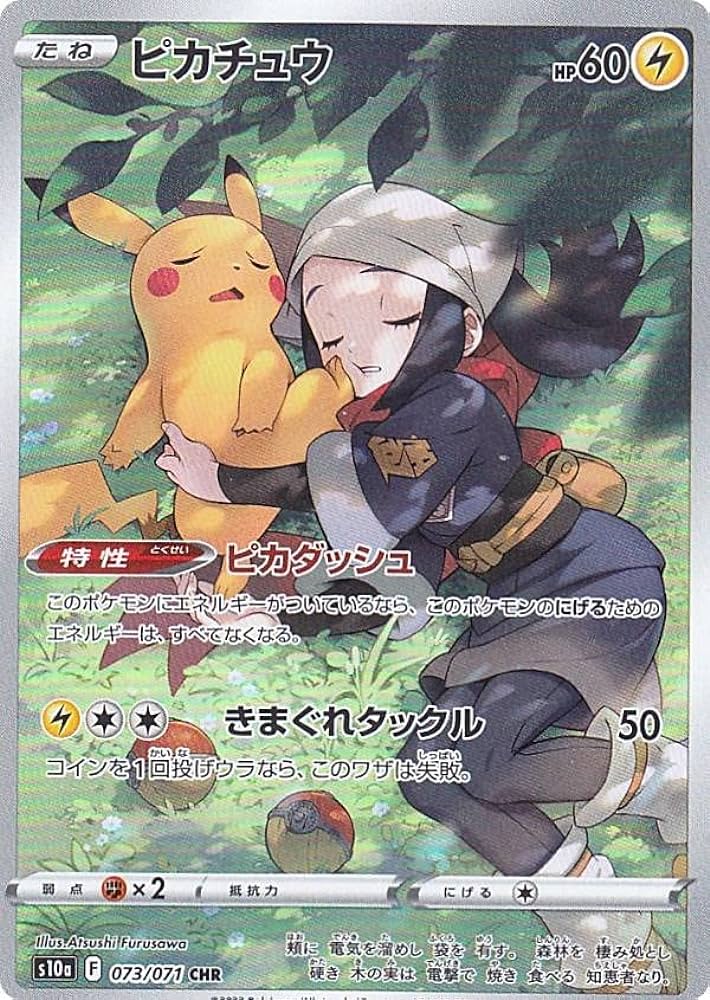 たね ピカチュウ HP60
特性 とくせい ピカダッシュ
このポケモンにエネルギーがついているなら、このポケモンのにげるための
エネルギーは、すべてなくなる。
きまぐれタックル 50
コインを1回投げウラなら、このワザは失敗。
弱点 ×2 抵抗力 にげる
Illus.Atsushi Furusawa
頬に 電気を溜めし 袋を 有す。 森林を 棲み処とし
s10a F 073/071 CHR
硬き 木の実は 電撃で 焼き 食べる 知恵者なり。